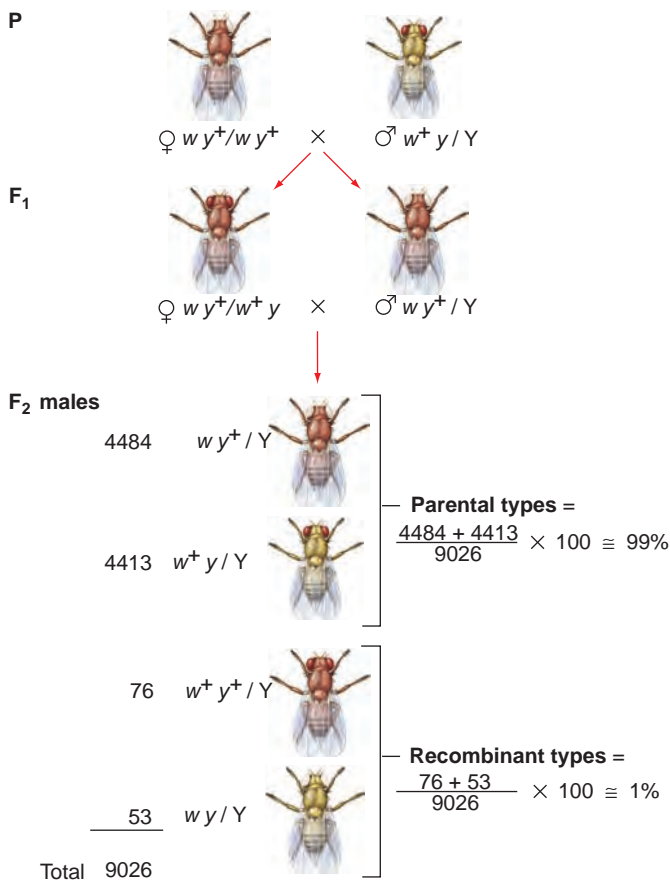 P
♀ w y+/w y+ × ♂ w+ y / Y
F1
♀ w y+/w+ y × ♂ w y+/ Y
F2 males
4484 w y+ / Y
Parental types =
4484 + 4413
9026
× 100 ≅ 99%
4413 w+ y / Y
76 w+ y+ / Y
Recombinant types =
76 + 53
9026
× 100 ≅ 1%
53 w y / Y
Total 9026